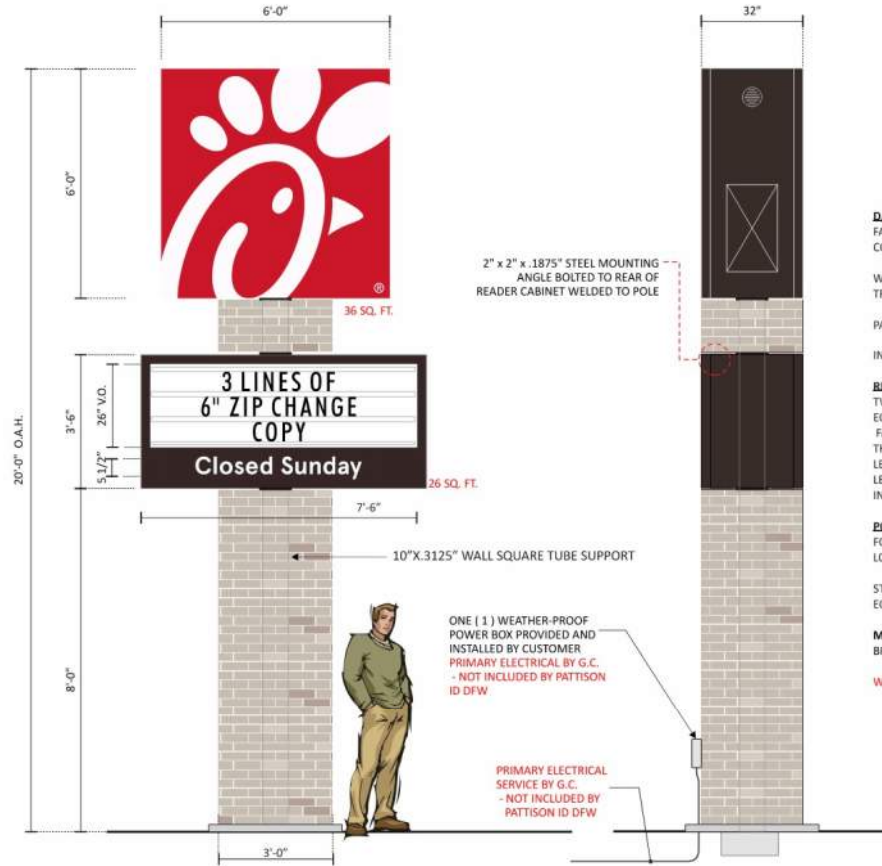 6'-0"
32"
6'-0"
®
36 SQ. FT.
2" x 2" x .1875" STEEL MOUNTING
ANGLE BOLTED TO REAR OF
READER CABINET WELDED TO POLE
20'-0" O.A.H.
3'-6"
26" V.O.
5 1/2"
3 LINES OF
6" ZIP CHANGE
COPY
Closed Sunday
26 SQ. FT.
7'-6"
10"X.3125" WALL SQUARE TUBE SUPPORT
8'-0"
ONE ( 1 ) WEATHER-PROOF
POWER BOX PROVIDED AND
INSTALLED BY CUSTOMER
PRIMARY ELECTRICAL BY G.C.
- NOT INCLUDED BY PATTISON
ID DFW
PRIMARY ELECTRICAL
SERVICE BY G.C.
- NOT INCLUDED BY
PATTISON ID DFW
3'-0"